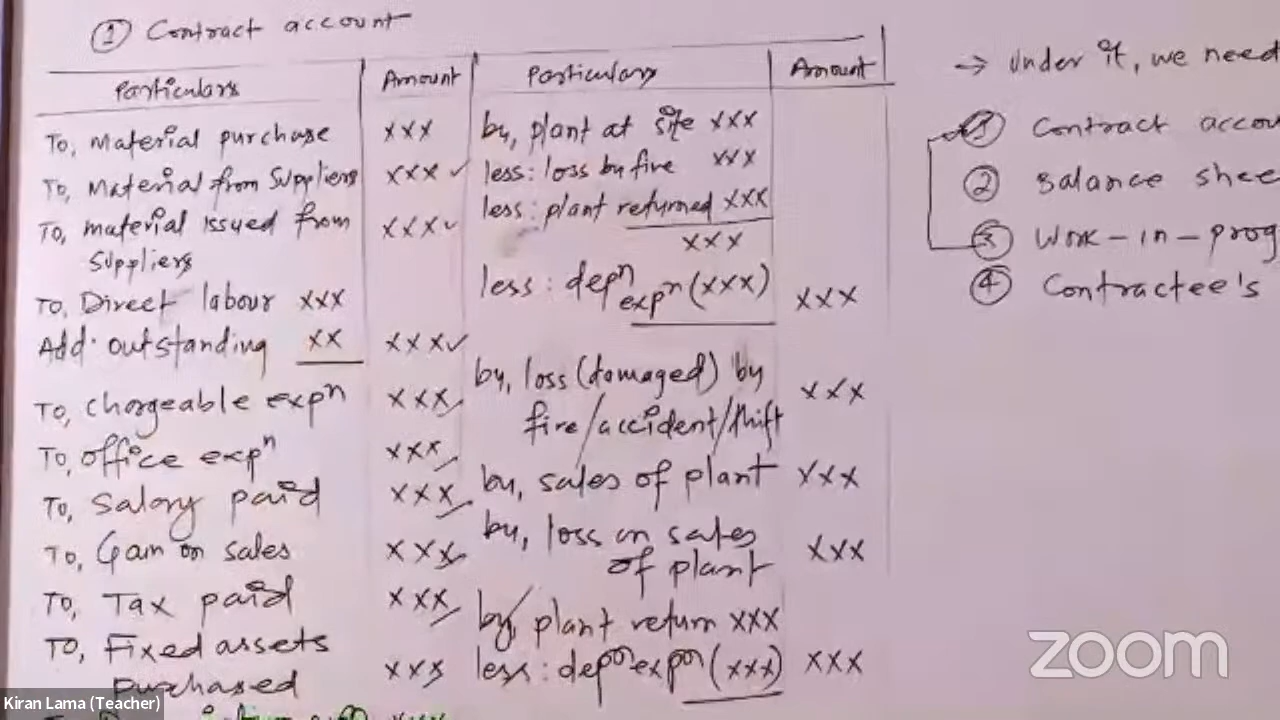 ① Contract account
Particulars Amount Particulars Amount
To, Material purchase xxx
To, Material from Suppliers xxx ✓
To, material issued from xxx ✓
Suppliers
To, Direct labour xxx
Add: outstanding xx xxx ✓
To, Chargeable expⁿ xxx
To, office expⁿ xxx
To, Salary paid xxx
To, Gain on sales xxx
To, Tax paid xxx
To, Fixed assets
purchased xxx
by, plant at site xxx
less: loss by fire xxx
less: plant returned xxx
xxx
less: depⁿ
expⁿ (xxx) xxx
by, loss (damaged) by xxx
fire/accident/thift
by, sales of plant xxx
by, loss on sales
of plant xxx
by, plant return xxx
less: depⁿ expⁿ (xxx) xxx
→ Under it, we need
① Contract accou
② Balance shee
③ Work-in-prog
④ Contractee's
zoom
Kiran Lama (Teacher)